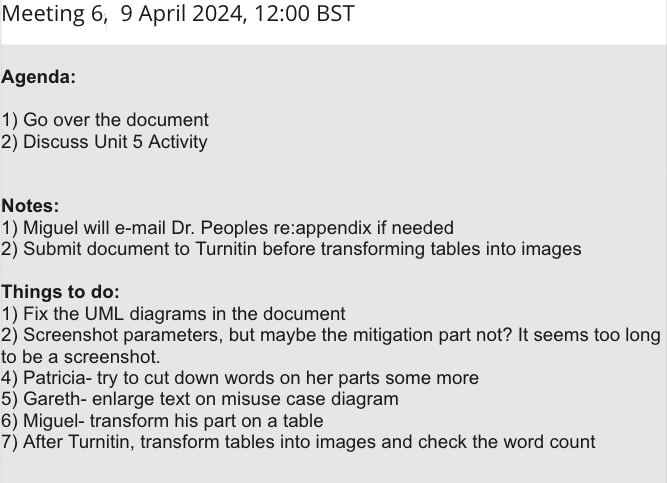 Meeting 6,  9 April 2024, 12:00 BST
Agenda:
1) Go over the document
2) Discuss Unit 5 Activity
Notes:
1) Miguel will e-mail Dr. Peoples re:appendix if needed
2) Submit document to Turnitin before transforming tables into images
Things to do:
1) Fix the UML diagrams in the document
2) Screenshot parameters, but maybe the mitigation part not? It seems too long
to be a screenshot.
4) Patricia- try to cut down words on her parts some more
5) Gareth- enlarge text on misuse case diagram
6) Miguel- transform his part on a table
7) After Turnitin, transform tables into images and check the word count